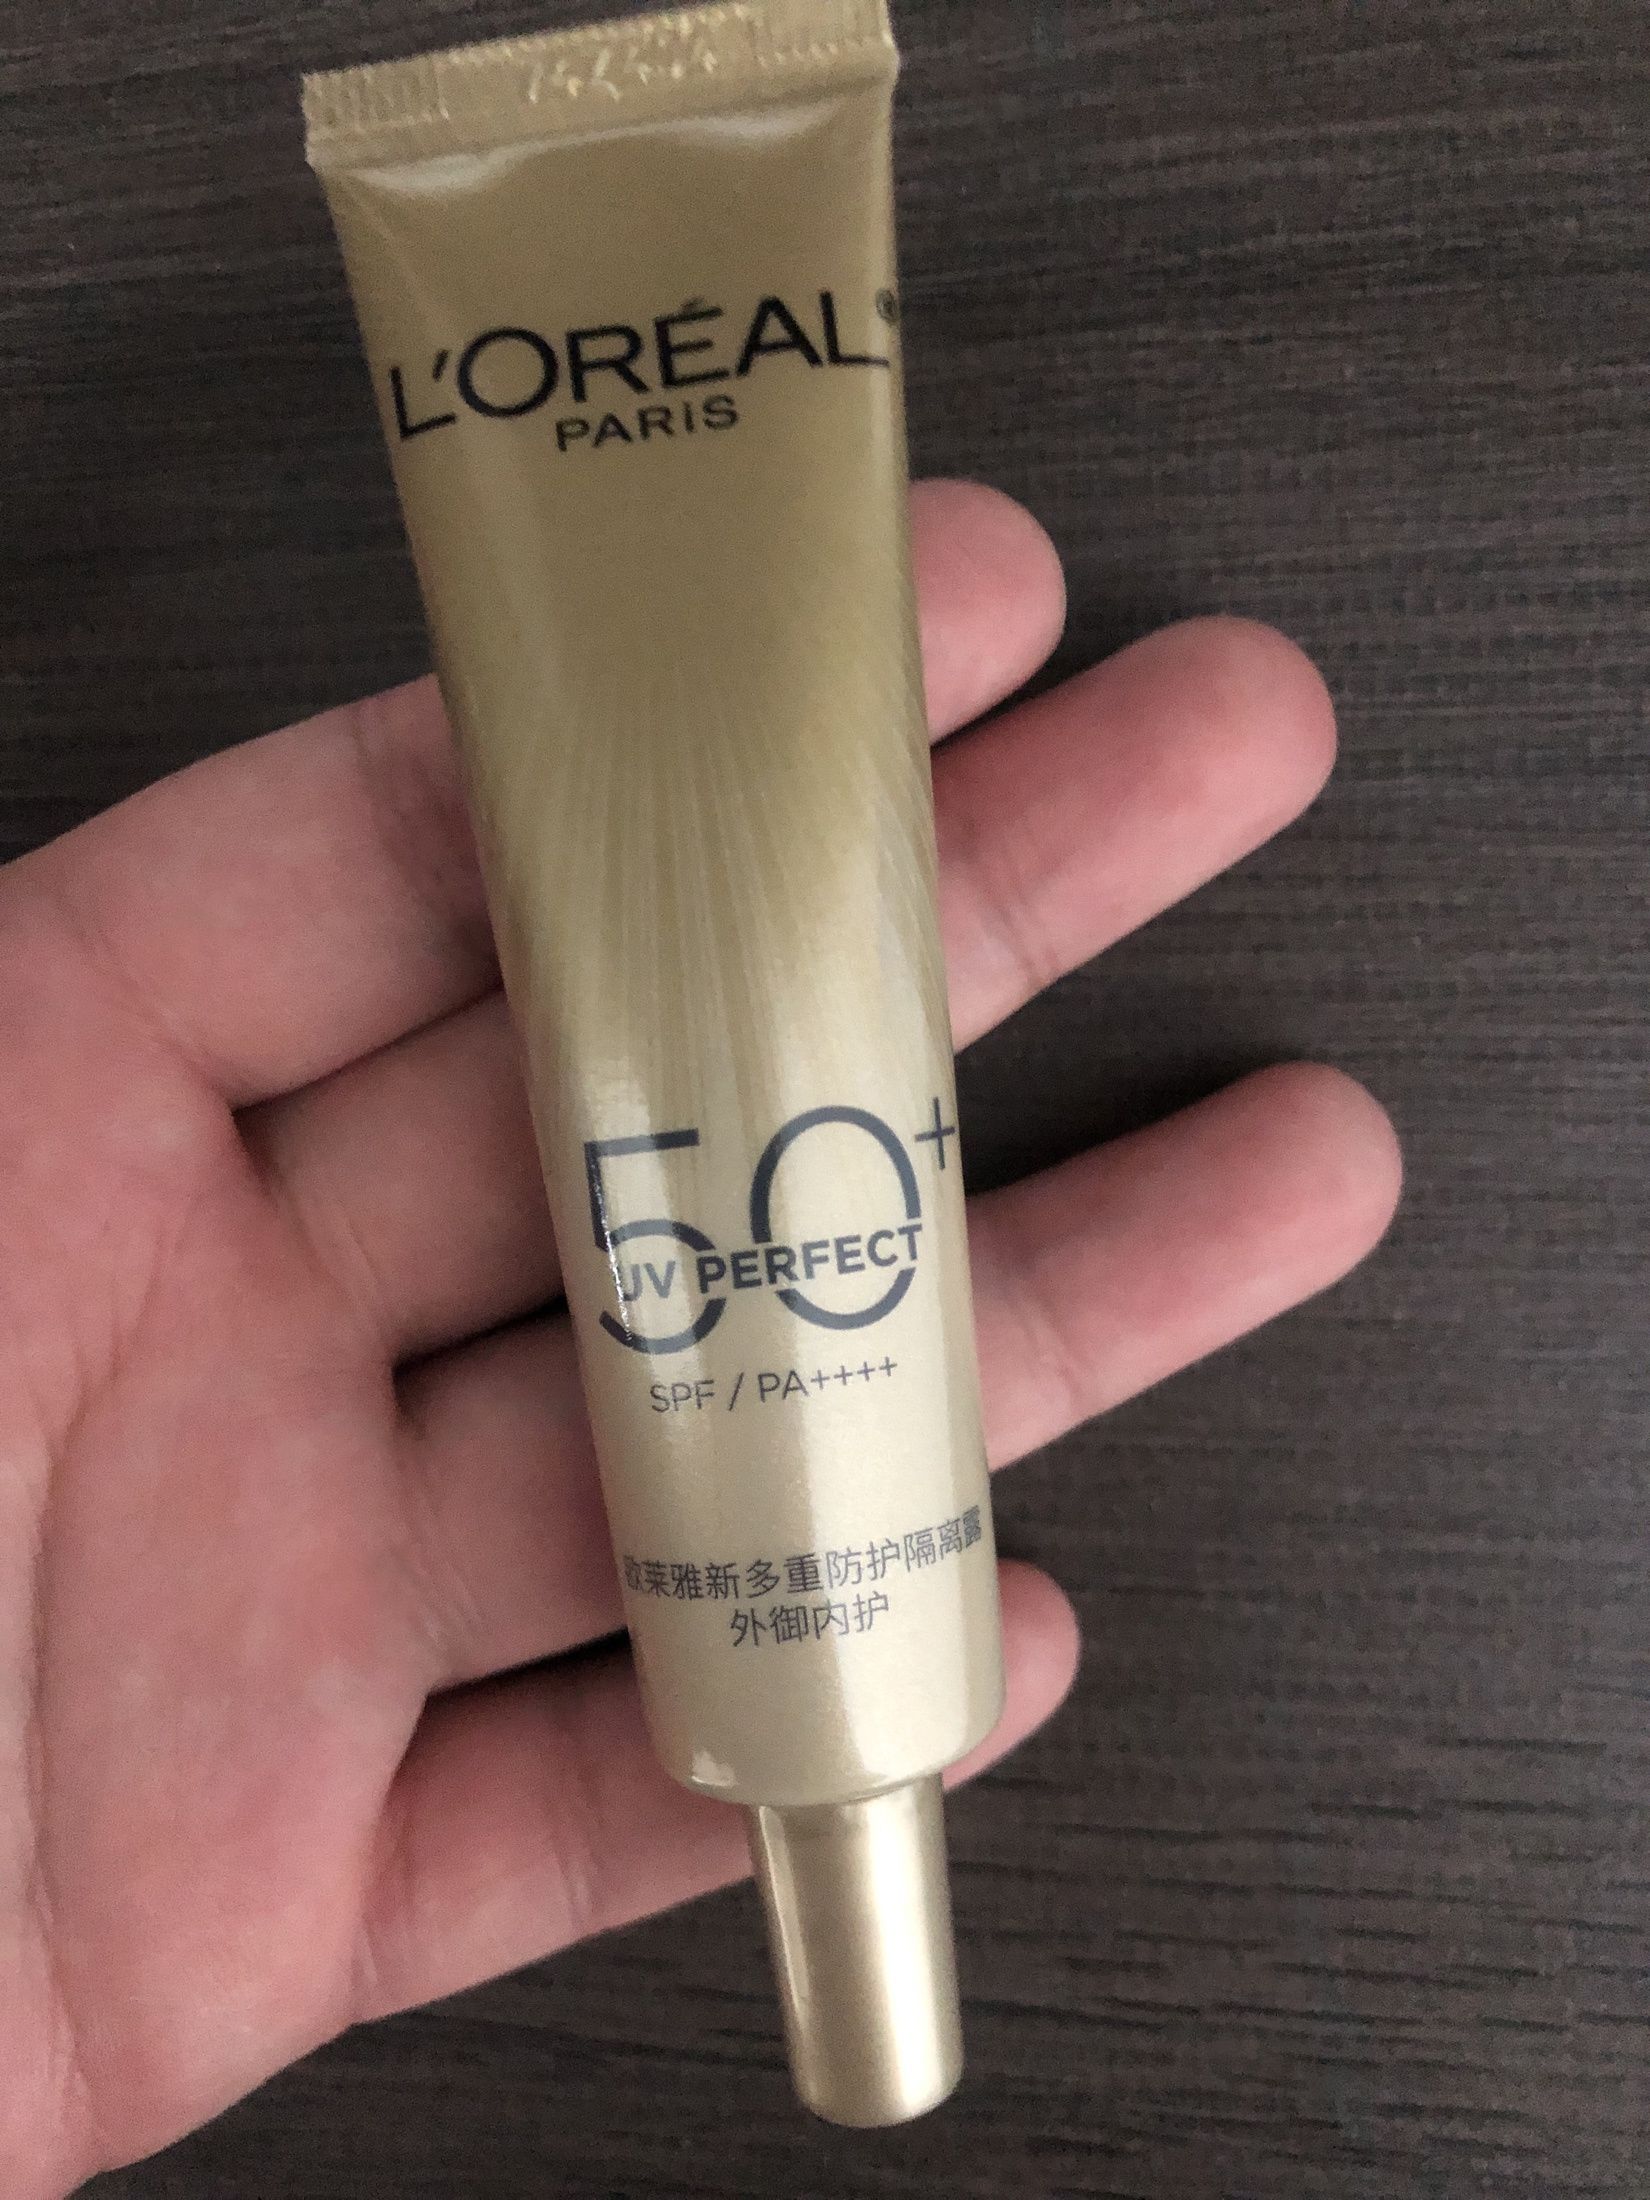 L'ORÉAL®
PARIS
50+
UV PERFECT
SPF / PA++++
欧莱雅新多重防护隔离露
外御内护